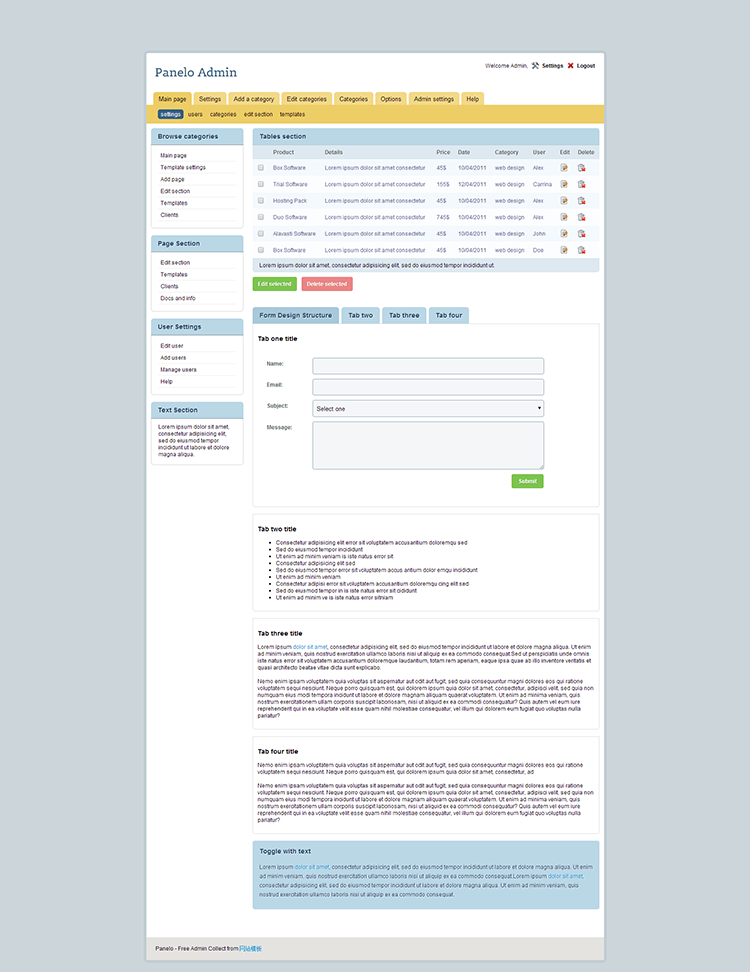 Panelo Admin
Welcome Admin, Settings Logout
Main page Settings Add a category Edit categories Categories Options Admin settings Help
settings users categories edit section templates
Browse categories
Main page
Template settings
Add page
Edit section
Templates
Clients
Page Section
Edit section
Templates
Clients
Docs and info
User Settings
Edit user
Add users
Manage users
Help
Text Section
Lorem ipsum dolor sit amet,
consectetur adipisicing elit,
sed do eiusmod tempor
incididunt ut labore et dolore
magna aliqua.
Tables section
Product Details Price Date Category User Edit Delete
Box Software Lorem ipsum dolor sit amet consectetur 45$ 10/04/2011 web design Alex
Trial Software Lorem ipsum dolor sit amet consectetur 155$ 12/04/2011 web design Carrina
Hosting Pack Lorem ipsum dolor sit amet consectetur 45$ 10/04/2011 web design Alex
Duo Software Lorem ipsum dolor sit amet consectetur 745$ 10/04/2011 web design Alex
Alavasti Software Lorem ipsum dolor sit amet consectetur 45$ 10/04/2011 web design John
Box Software Lorem ipsum dolor sit amet consectetur 45$ 10/04/2011 web design Doe
Lorem ipsum dolor sit amet, consectetur adipisicing elit, sed do eiusmod tempor incididunt ut.
Edit selected Delete selected
Form Design Structure Tab two Tab three Tab four
Tab one title
Name:
Email:
Subject: Select one
Message:
Submit
Tab two title
Consectetur adipisicing elit error sit voluptatem accusantium doloremqu sed
Sed do eiusmod tempor incididunt
Ut enim ad minim veniam is iste natus error sit
Consectetur adipisicing elit sed
Sed do eiusmod tempor error sit voluptatem accus antium dolor emqu incididunt
Ut enim ad minim veniam
Consectetur adipisi error sit voluptatem accusantium doloremqu cing elit sed
Sed do eiusmod tempor in is iste natus error sit cididunt
Ut enim ad minim ve is iste natus error sitniam
Tab three title
Lorem ipsum dolor sit amet, consectetur adipisicing elit, sed do eiusmod tempor incididunt ut labore et dolore magna aliqua. Ut enim
ad minim veniam, quis nostrud exercitation ullamco laboris nisi ut aliquip ex ea commodo consequat.Sed ut perspiciatis unde omnis
iste natus error sit voluptatem accusantium doloremque laudantium, totam rem aperiam, eaque ipsa quae ab illo inventore veritatis et
quasi architecto beatae vitae dicta sunt explicabo.
Nemo enim ipsam voluptatem quia voluptas sit aspernatur aut odit aut fugit, sed quia consequuntur magni dolores eos qui ratione
voluptatem sequi nesciunt. Neque porro quisquam est, qui dolorem ipsum quia dolor sit amet, consectetur, adipisci velit, sed quia non
numquam eius modi tempora incidunt ut labore et dolore magnam aliquam quaerat voluptatem. Ut enim ad minima veniam, quis
nostrum exercitationem ullam corporis suscipit laboriosam, nisi ut aliquid ex ea commodi consequatur? Quis autem vel eum iure
reprehenderit qui in ea voluptate velit esse quam nihil molestiae consequatur, vel illum qui dolorem eum fugiat quo voluptas nulla
pariatur?
Tab four title
Nemo enim ipsam voluptatem quia voluptas sit aspernatur aut odit aut fugit, sed quia consequuntur magni dolores eos qui ratione
voluptatem sequi nesciunt. Neque porro quisquam est, qui dolorem ipsum quia dolor sit amet, consectetur, ad
Nemo enim ipsam voluptatem quia voluptas sit aspernatur aut odit aut fugit, sed quia consequuntur magni dolores eos qui ratione
voluptatem sequi nesciunt. Neque porro quisquam est, qui dolorem ipsum quia dolor sit amet, consectetur, adipisci velit, sed quia non
numquam eius modi tempora incidunt ut labore et dolore magnam aliquam quaerat voluptatem. Ut enim ad minima veniam, quis
nostrum exercitationem ullam corporis suscipit laboriosam, nisi ut aliquid ex ea commodi consequatur? Quis autem vel eum iure
reprehenderit qui in ea voluptate velit esse quam nihil molestiae consequatur, vel illum qui dolorem eum fugiat quo voluptas nulla
pariatur?
Toggle with text
Lorem ipsum dolor sit amet, consectetur adipisicing elit, sed do eiusmod tempor incididunt ut labore et dolore magna aliqua. Ut enim
ad minim veniam, quis nostrud exercitation ullamco laboris nisi ut aliquip ex ea commodo consequat.Lorem ipsum dolor sit amet,
consectetur adipisicing elit, sed do eiusmod tempor incididunt ut labore et dolore magna aliqua. Ut enim ad minim veniam, quis
nostrud exercitation ullamco laboris nisi ut aliquip ex ea commodo consequat.
Panelo - Free Admin Collect from 网站模板